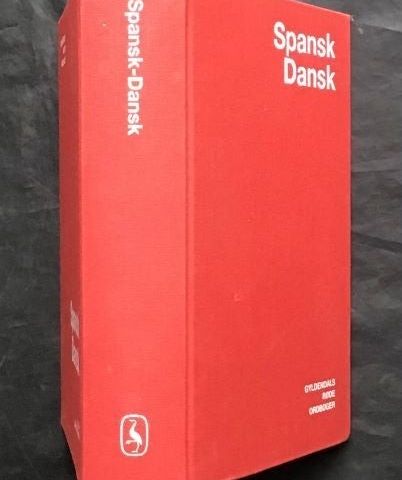 Spansk-Dansk
Spansk
Dansk
GYLDENDALS
RØDE
ORDBØGER